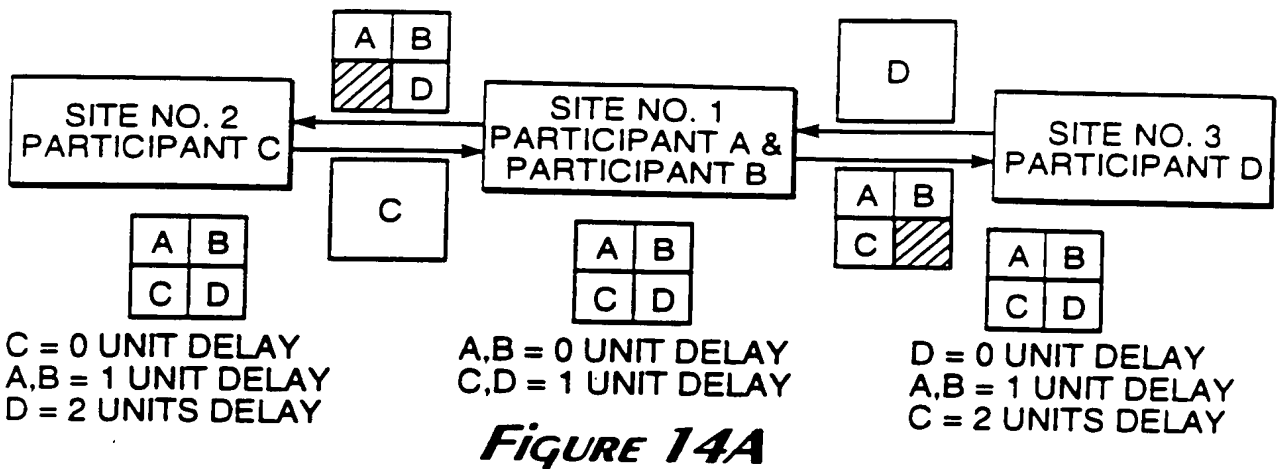 A B
D
D
SITE NO. 2
PARTICIPANT C
SITE NO. 1
PARTICIPANT A &
PARTICIPANT B
SITE NO. 3
PARTICIPANT D
C
A B
C
A B
C D
A B
C D
A B
C D
C = 0 UNIT DELAY
A,B = 1 UNIT DELAY
D = 2 UNITS DELAY
A,B = 0 UNIT DELAY
C,D = 1 UNIT DELAY
D = 0 UNIT DELAY
A,B = 1 UNIT DELAY
C = 2 UNITS DELAY
FIGURE 14A